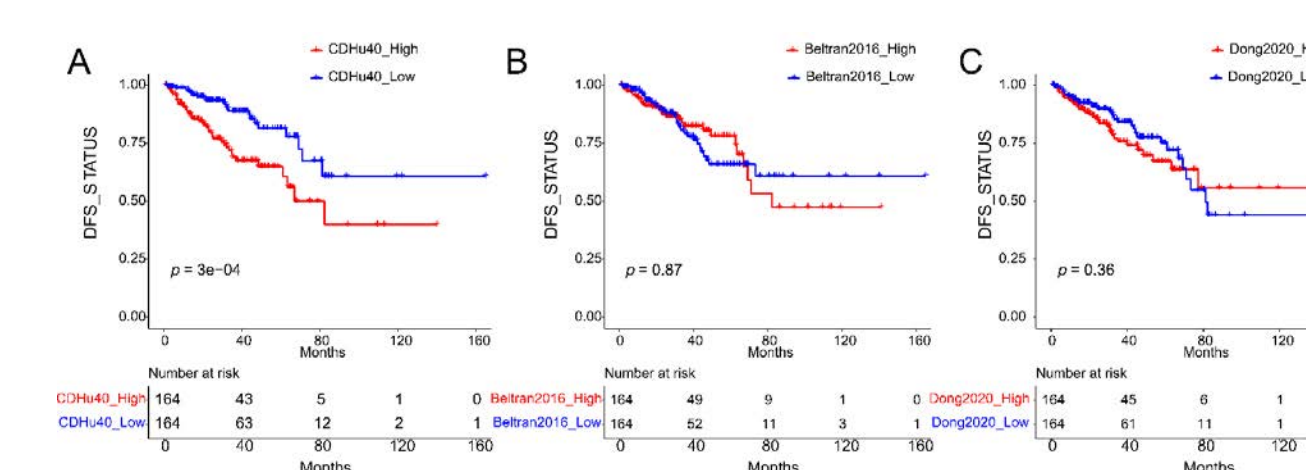 A
CDHu40_High
CDHu40_Low
DFS_STATUS
1.00
0.75
0.50
0.25
0.00
p = 3e−04
0 40 80 120 160
Months
Number at risk
CDHu40_High 164 43 5 1 0
CDHu40_Low 164 63 12 2 1
0 40 80 120 160
Months
B
Beltran2016_High
Beltran2016_Low
DFS_STATUS
1.00
0.75
0.50
0.25
0.00
p = 0.87
0 40 80 120 160
Months
Number at risk
Beltran2016_High 164 49 9 1 0
Beltran2016_Low 164 52 11 3 1
0 40 80 120 160
Months
C
Dong2020_H
Dong2020_L
DFS_STATUS
1.00
0.75
0.50
0.25
0.00
p = 0.36
0 40 80 120
Months
Number at risk
Dong2020_High 164 45 6 1
Dong2020_Low 164 61 11 1
0 40 80 120
Months